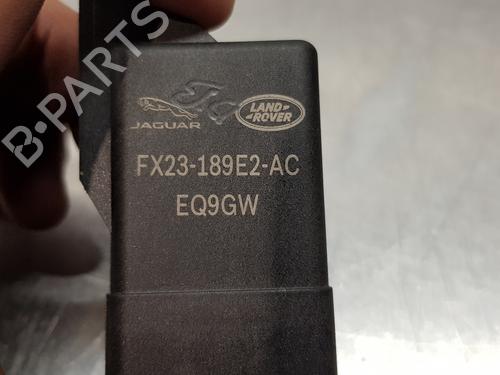 B-PARTS
JAGUAR
LAND
ROVER
FX23-189E2-AC
EQ9GW